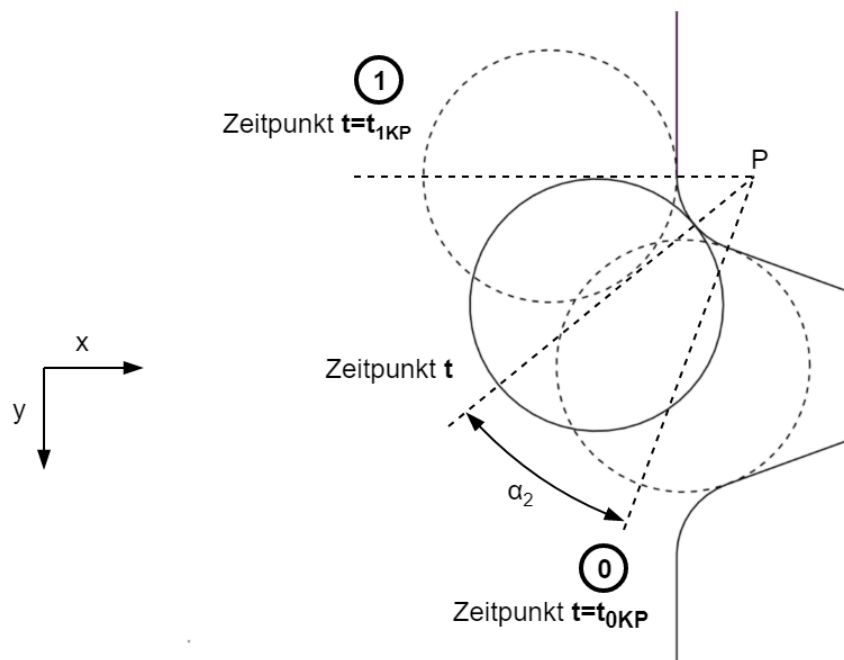 1
Zeitpunkt t=t₁KP
P
x
Zeitpunkt t
y
α₂
0
Zeitpunkt t=t₀KP